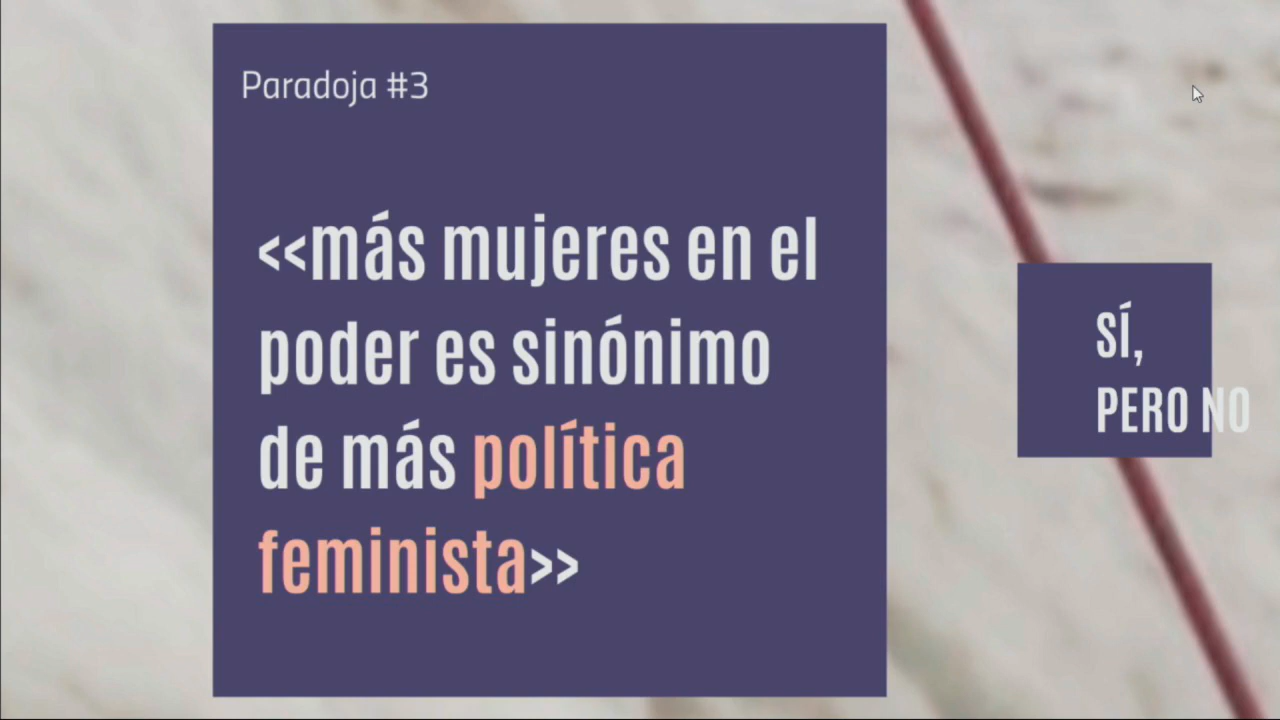 Paradoja #3
<<más mujeres en el
poder es sinónimo
de más política
feminista>>
SÍ,
PERO NO